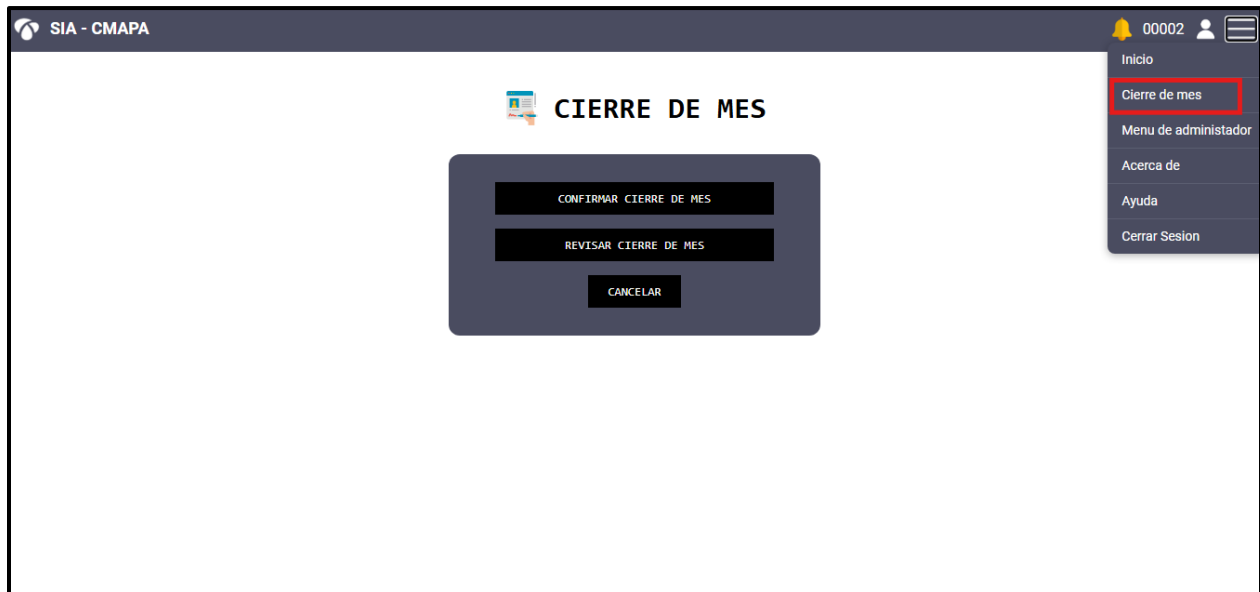 SIA - CMAPA
00002
Inicio
Cierre de mes
Menu de administador
Acerca de
Ayuda
Cerrar Sesion
CIERRE DE MES
CONFIRMAR CIERRE DE MES
REVISAR CIERRE DE MES
CANCELAR